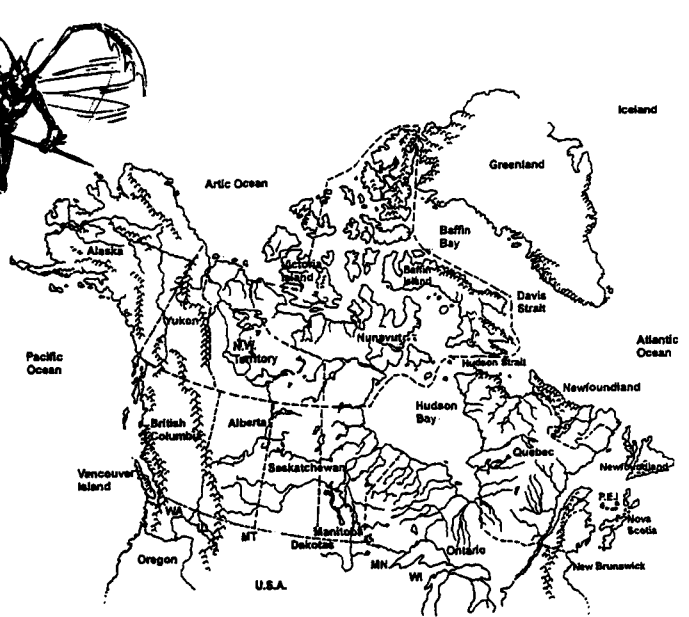 Iceland
Greenland
Artic Ocean
Baffin
Bay
Alaska
Victoria
Island
Baffin
Island
Davis
Strait
Yukon
Nunavut
N.W.
Territory
Hudson Strait
Atlantic
Ocean
Pacific
Ocean
Newfoundland
Hudson
Bay
British
Columbia
Alberta
Quebec
Saskatchewan
Newfoundland
Vancouver
Island
P.E.I.
WA
ID
Nova
Scotia
MT
Manitoba
Dakotas
Ontario
Oregon
MN
New Brunswick
WI
U.S.A.